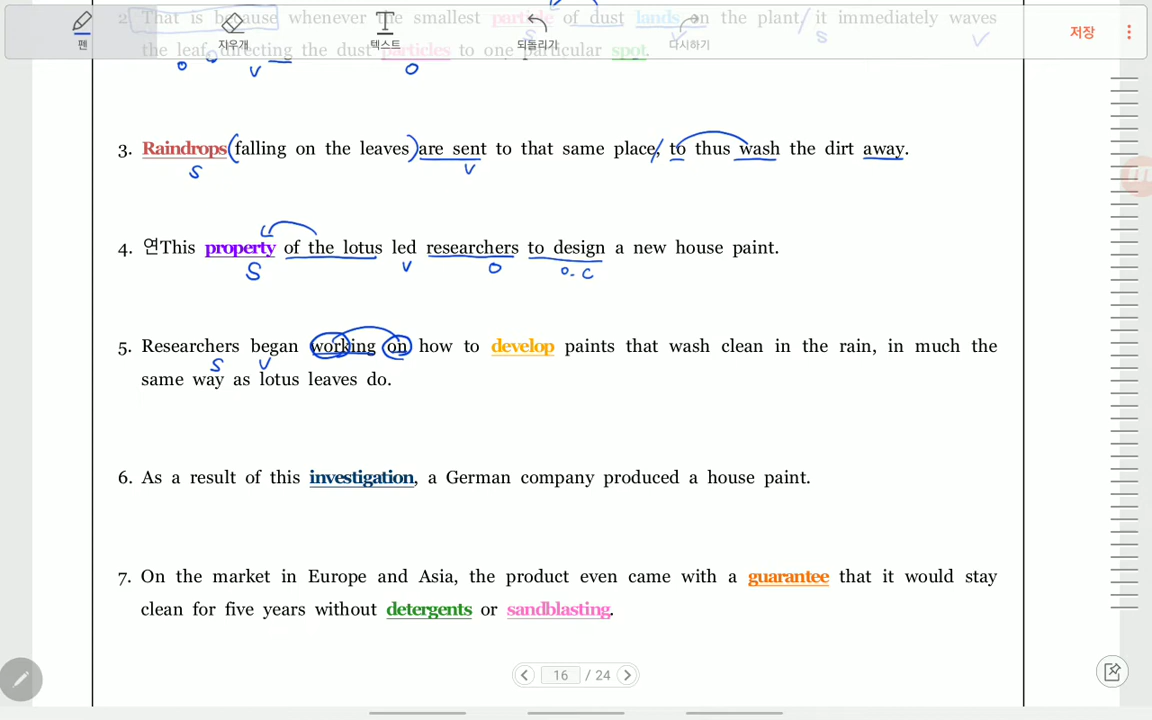 2. That is because whenever the smallest particle of dust lands on the plant, it immediately waves
펜 지우개 텍스트 되돌리기 다시하기 저장
S S V
the leaf, directing the dust particles to one particular spot.
O V O
3. Raindrops (falling on the leaves) are sent to that same place, to thus wash the dirt away.
S V
4. 연This property of the lotus led researchers to design a new house paint.
S V O O.C
5. Researchers began working on how to develop paints that wash clean in the rain, in much the
S V
same way as lotus leaves do.
6. As a result of this investigation, a German company produced a house paint.
7. On the market in Europe and Asia, the product even came with a guarantee that it would stay
clean for five years without detergents or sandblasting.
16 / 24